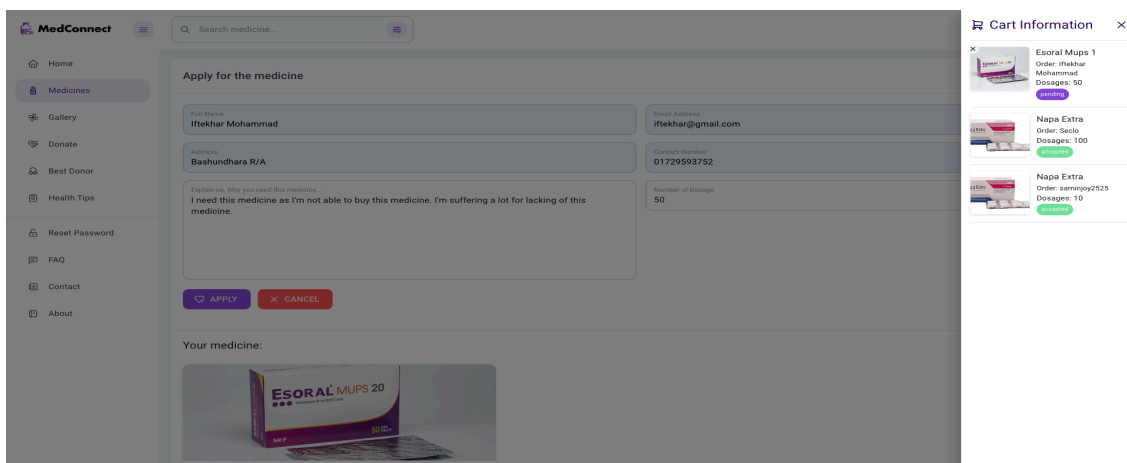 MedConnect
Search medicine...
Home
Medicines
Gallery
Donate
Best Donor
Health Tips
Reset Password
FAQ
Contact
About
Apply for the medicine
Full Name
Iftekhar Mohammad
Email Address
iftekhar@gmail.com
Address
Bashundhara R/A
Contact Number
01729593752
Explain us, Why you need this medicine...
I need this medicine as I'm not able to buy this medicine. I'm suffering a lot for lacking of this
medicine.
Number of Dosage
50
APPLY
CANCEL
Your medicine:
ESORAL MUPS 20
SK+F
Cart Information
Esoral Mups 1
Order: Iftekhar
Mohammad
Dosages: 50
pending
Napa Extra
Order: Seclo
Dosages: 100
accepted
Napa Extra
Order: saminjoy2525
Dosages: 10
accepted